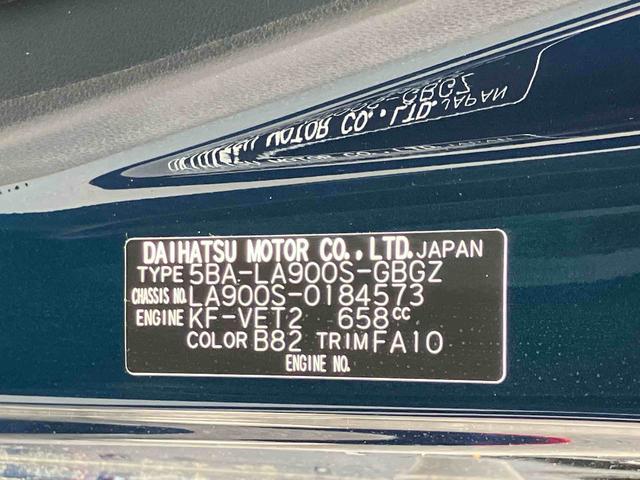 DAIHATSU MOTOR CO.,LTD. JAPAN
TYPE 5BA-LA900S-GBGZ
CHASSIS NO. LA900S-0184573
ENGINE KF-VET2 658cc
COLOR B82 TRIM FA10
ENGINE NO.